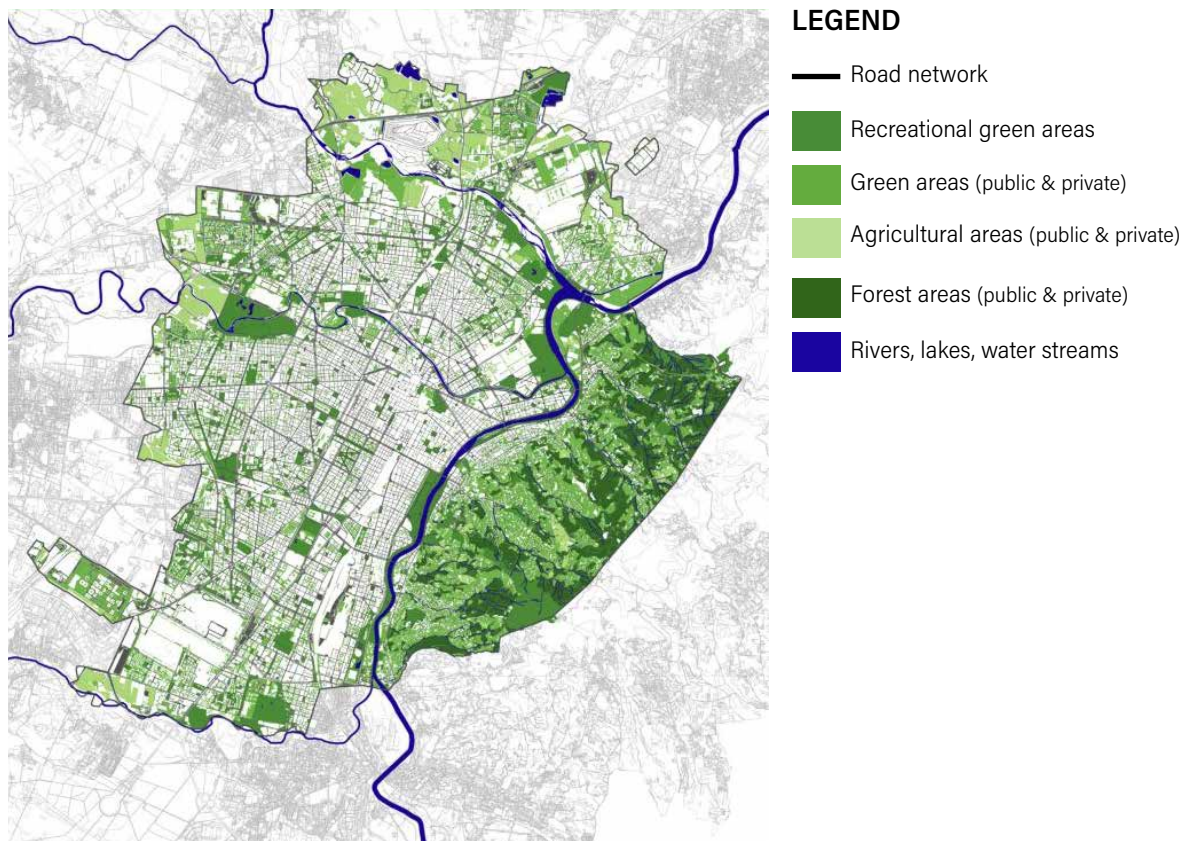 LEGEND
Road network
Recreational green areas
Green areas (public & private)
Agricultural areas (public & private)
Forest areas (public & private)
Rivers, lakes, water streams